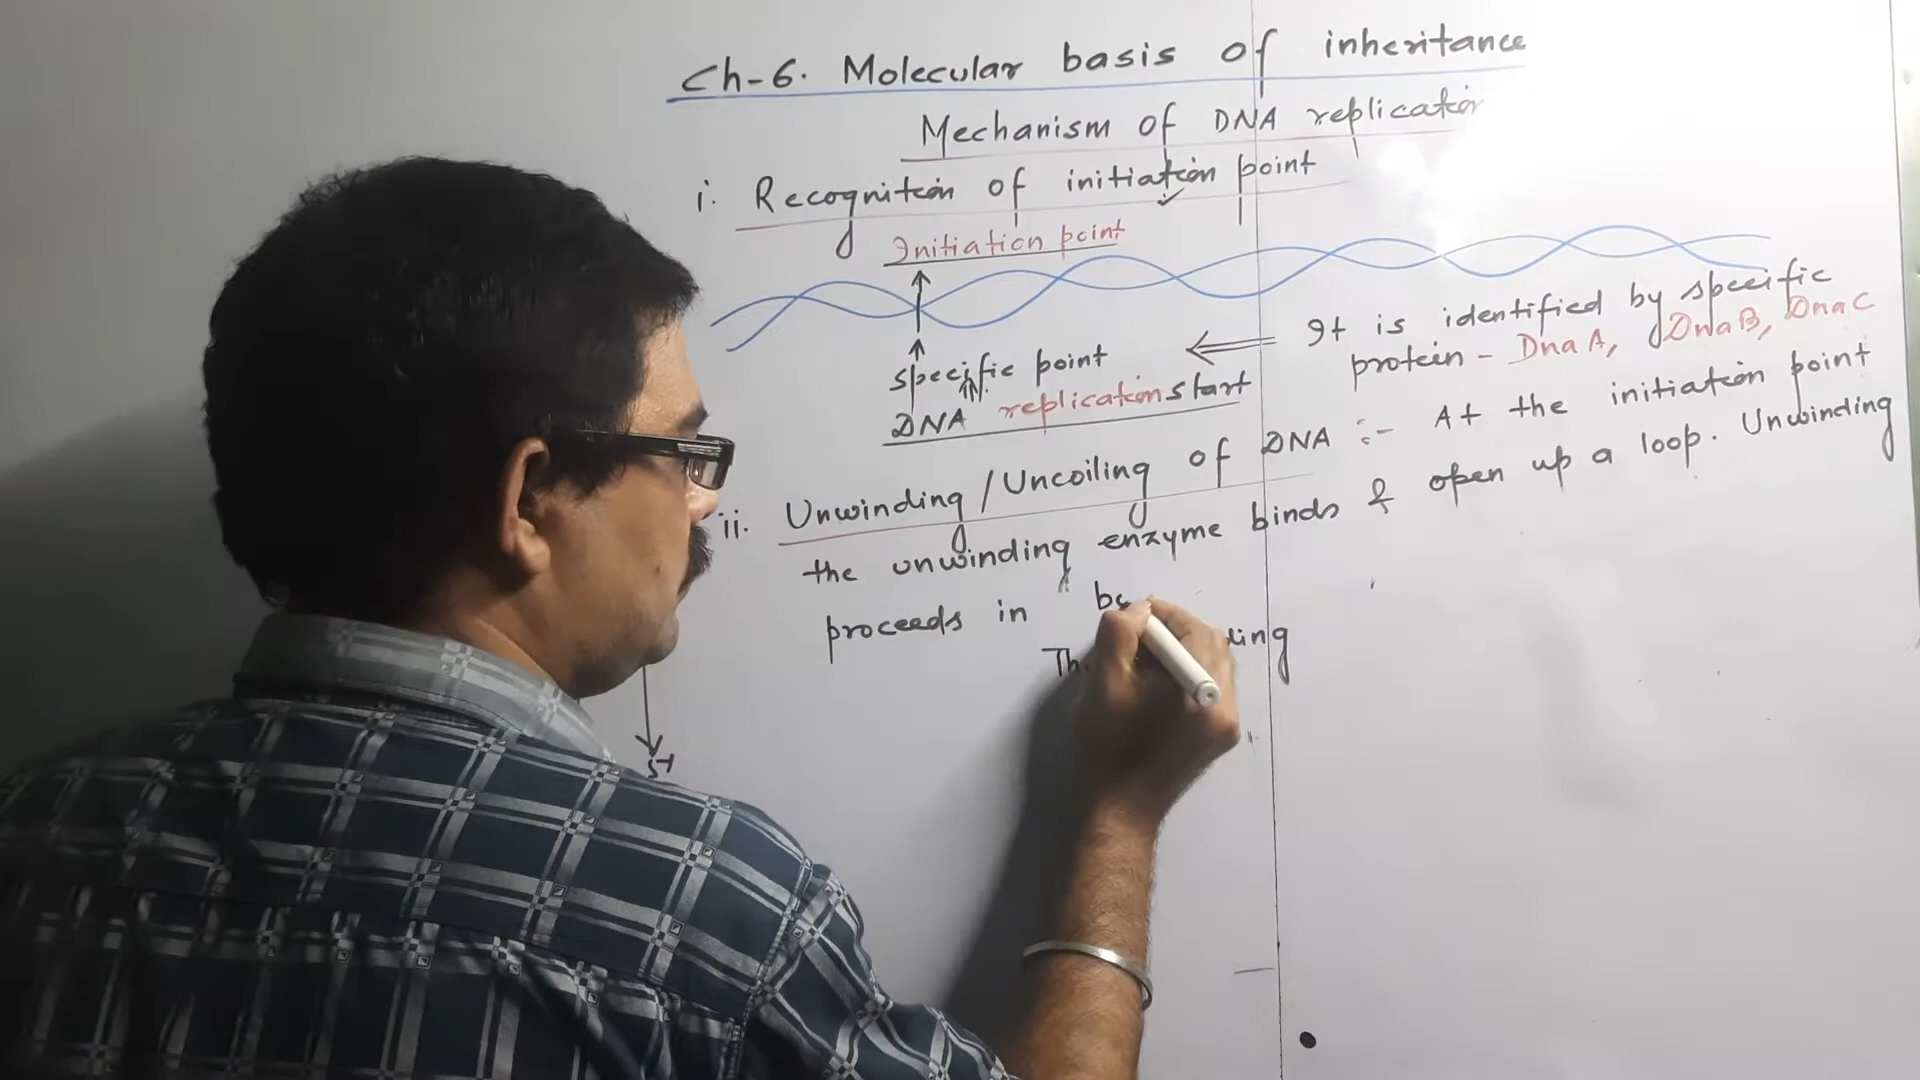 Ch-6. Molecular basis of inheritance
Mechanism of DNA replication
i. Recognition of initiation point
Initiation point
It is identified by specific
protein - DnaA, DnaB, DnaC
specific point
DNA replication start
ii. Unwinding / Uncoiling of DNA :- At the initiation point
the unwinding enzyme binds & open up a loop. Unwinding
proceeds in